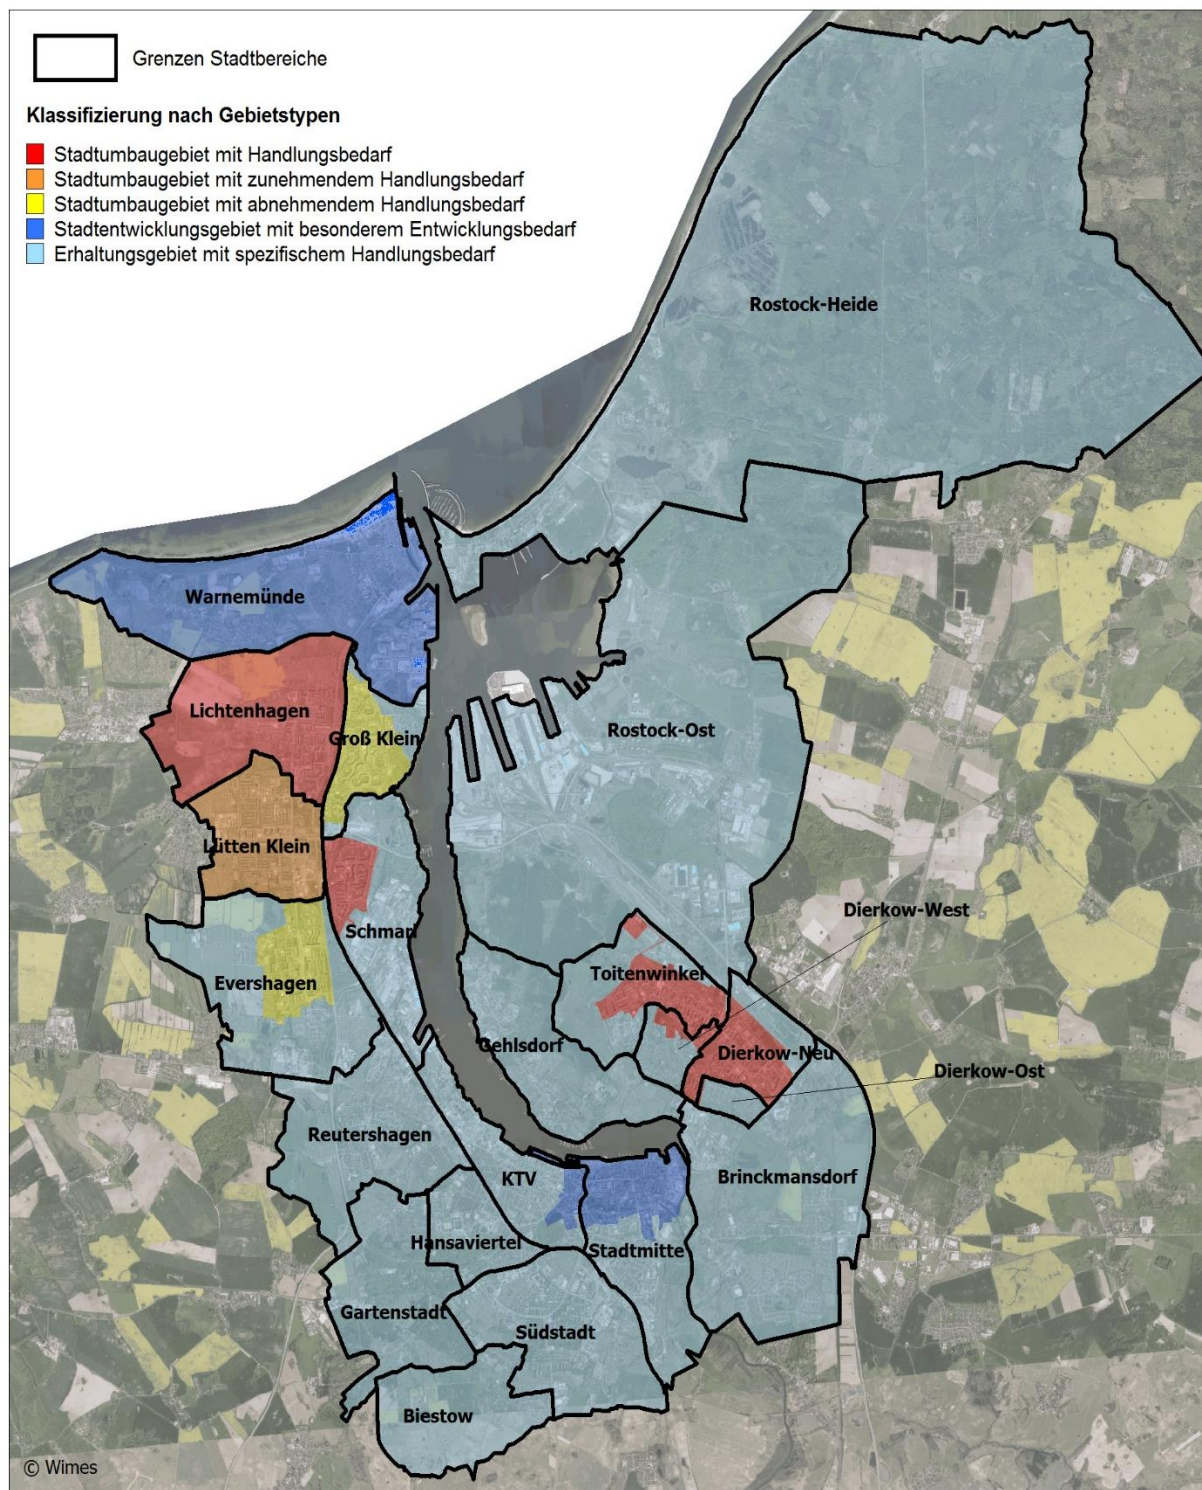 Grenzen Stadtbereiche
Klassifizierung nach Gebietstypen
Stadtumbaugebiet mit Handlungsbedarf
Stadtumbaugebiet mit zunehmendem Handlungsbedarf
Stadtumbaugebiet mit abnehmendem Handlungsbedarf
Stadtentwicklungsgebiet mit besonderem Entwicklungsbedarf
Erhaltungsgebiet mit spezifischem Handlungsbedarf
Rostock-Heide
Warnemünde
Lichtenhagen
Groß Klein
Rostock-Ost
Lütten Klein
Dierkow-West
Schmarl
Toitenwinkel
Evershagen
Gehlsdorf
Dierkow-Neu
Dierkow-Ost
Reutershagen
KTV
Brinckmansdorf
Hansaviertel
Stadtmitte
Gartenstadt
Südstadt
Biestow
© Wimes